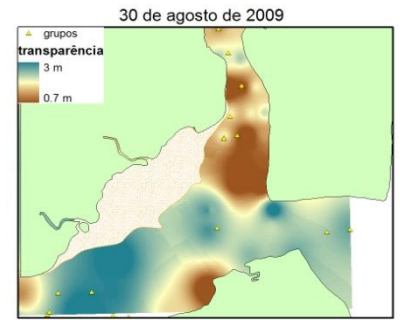 30 de agosto de 2009
grupos
transparência
3 m
0.7 m